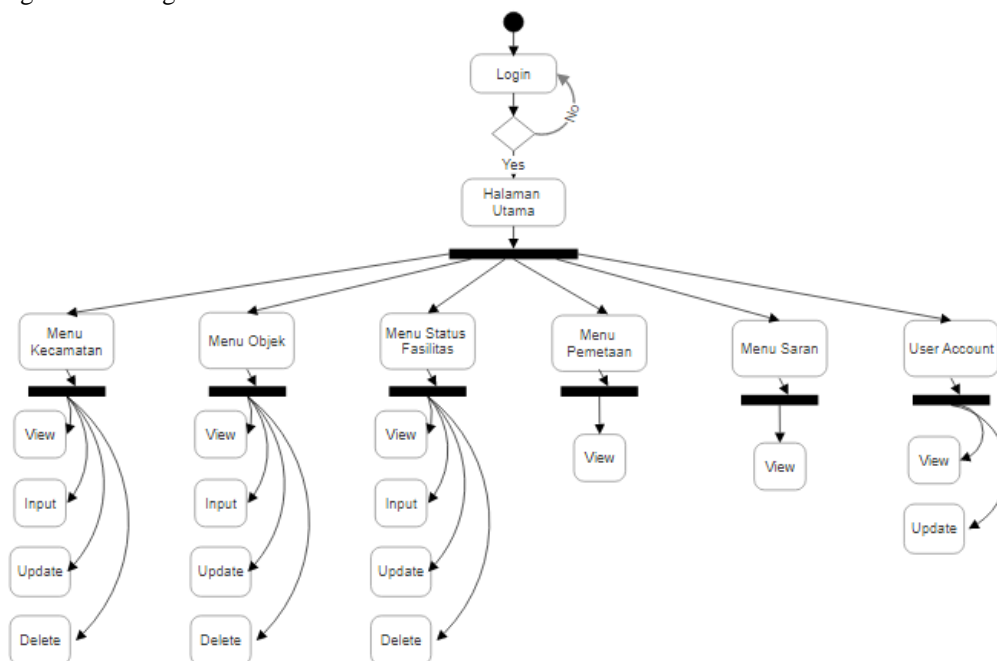 Login
No
Yes
Halaman
Utama
Menu
Kecamatan
Menu Objek
Menu Status
Fasilitas
Menu
Pemetaan
Menu Saran
User Account
View
View
View
View
View
View
Input
Input
Input
Update
Update
Update
Update
Delete
Delete
Delete